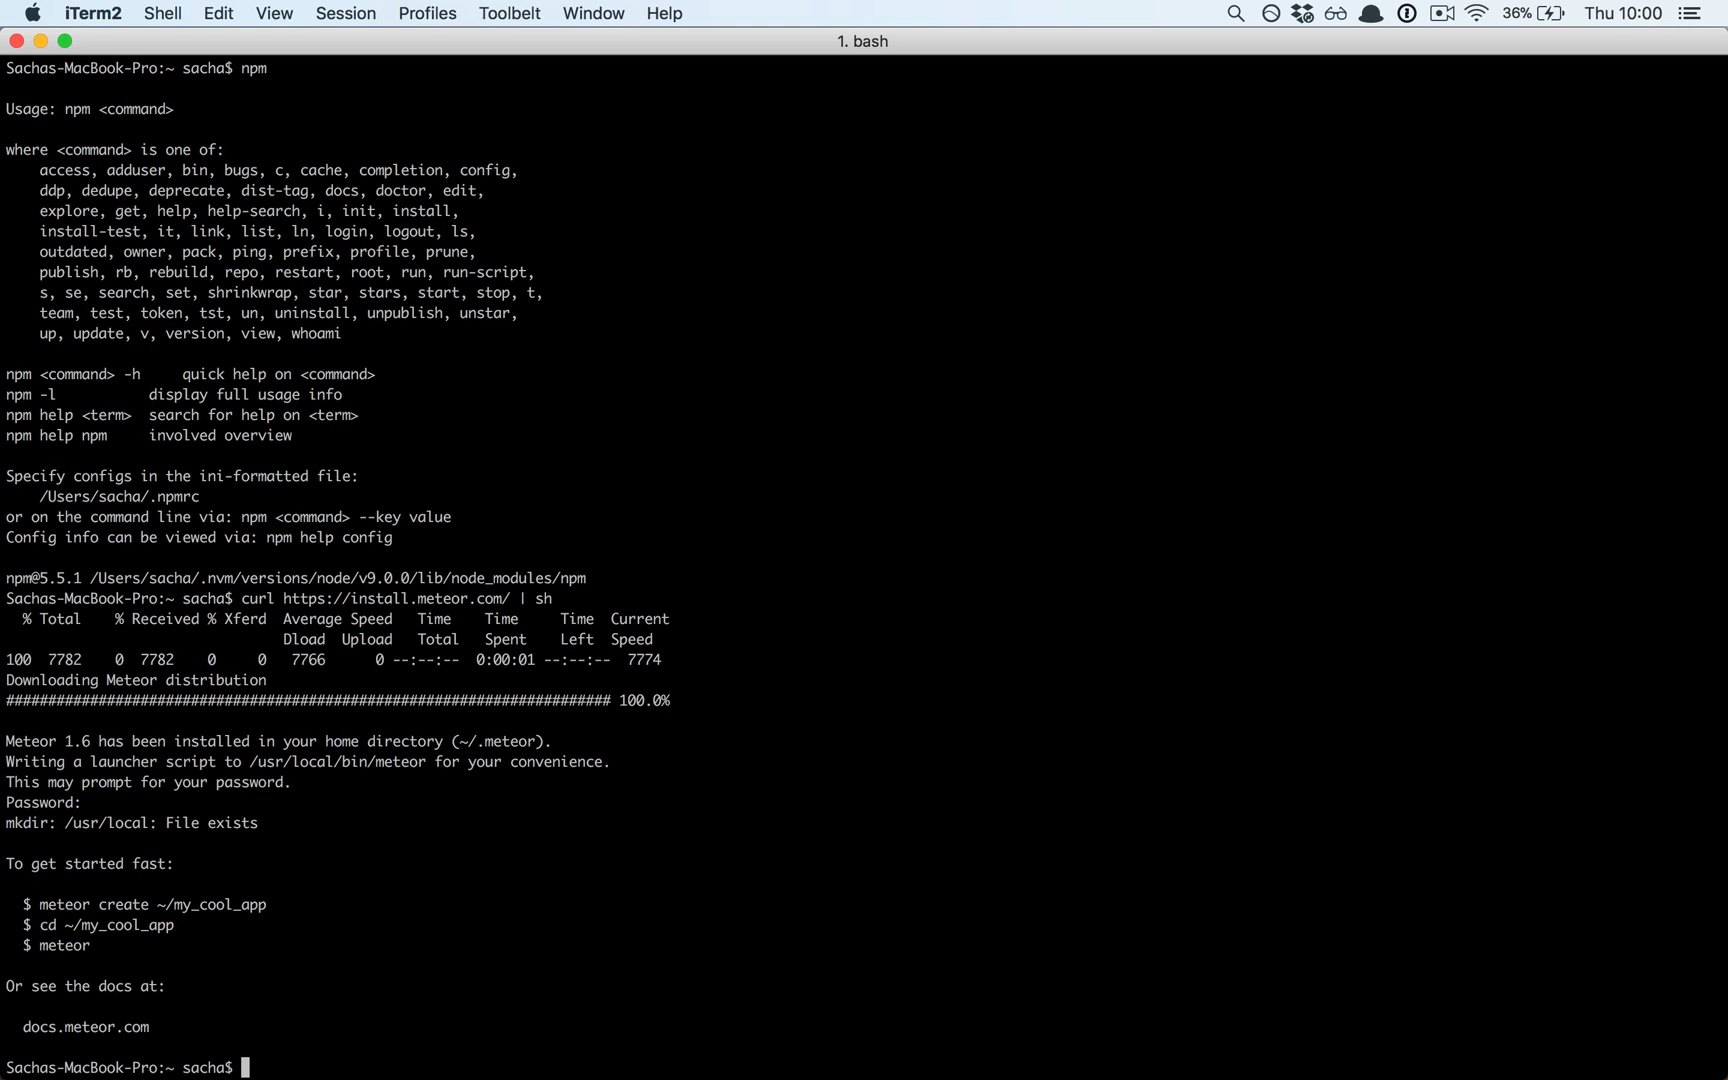 iTerm2 Shell Edit View Session Profiles Toolbelt Window Help 36% Thu 10:00
1. bash
Sachas-MacBook-Pro:~ sacha$ npm
Usage: npm <command>
where <command> is one of:
    access, adduser, bin, bugs, c, cache, completion, config,
    ddp, dedupe, deprecate, dist-tag, docs, doctor, edit,
    explore, get, help, help-search, i, init, install,
    install-test, it, link, list, ln, login, logout, ls,
    outdated, owner, pack, ping, prefix, profile, prune,
    publish, rb, rebuild, repo, restart, root, run, run-script,
    s, se, search, set, shrinkwrap, star, stars, start, stop, t,
    team, test, token, tst, un, uninstall, unpublish, unstar,
    up, update, v, version, view, whoami
npm <command> -h     quick help on <command>
npm -l           display full usage info
npm help <term>  search for help on <term>
npm help npm     involved overview
Specify configs in the ini-formatted file:
    /Users/sacha/.npmrc
or on the command line via: npm <command> --key value
Config info can be viewed via: npm help config
npm@5.5.1 /Users/sacha/.nvm/versions/node/v9.0.0/lib/node_modules/npm
Sachas-MacBook-Pro:~ sacha$ curl https://install.meteor.com/ | sh
  % Total    % Received % Xferd  Average Speed   Time    Time     Time  Current
                                 Dload  Upload   Total   Spent    Left  Speed
100  7782    0  7782    0     0   7766      0 --:--:--  0:00:01 --:--:--  7774
Downloading Meteor distribution
######################################################################## 100.0%
Meteor 1.6 has been installed in your home directory (~/.meteor).
Writing a launcher script to /usr/local/bin/meteor for your convenience.
This may prompt for your password.
Password:
mkdir: /usr/local: File exists
To get started fast:
  $ meteor create ~/my_cool_app
  $ cd ~/my_cool_app
  $ meteor
Or see the docs at:
  docs.meteor.com
Sachas-MacBook-Pro:~ sacha$